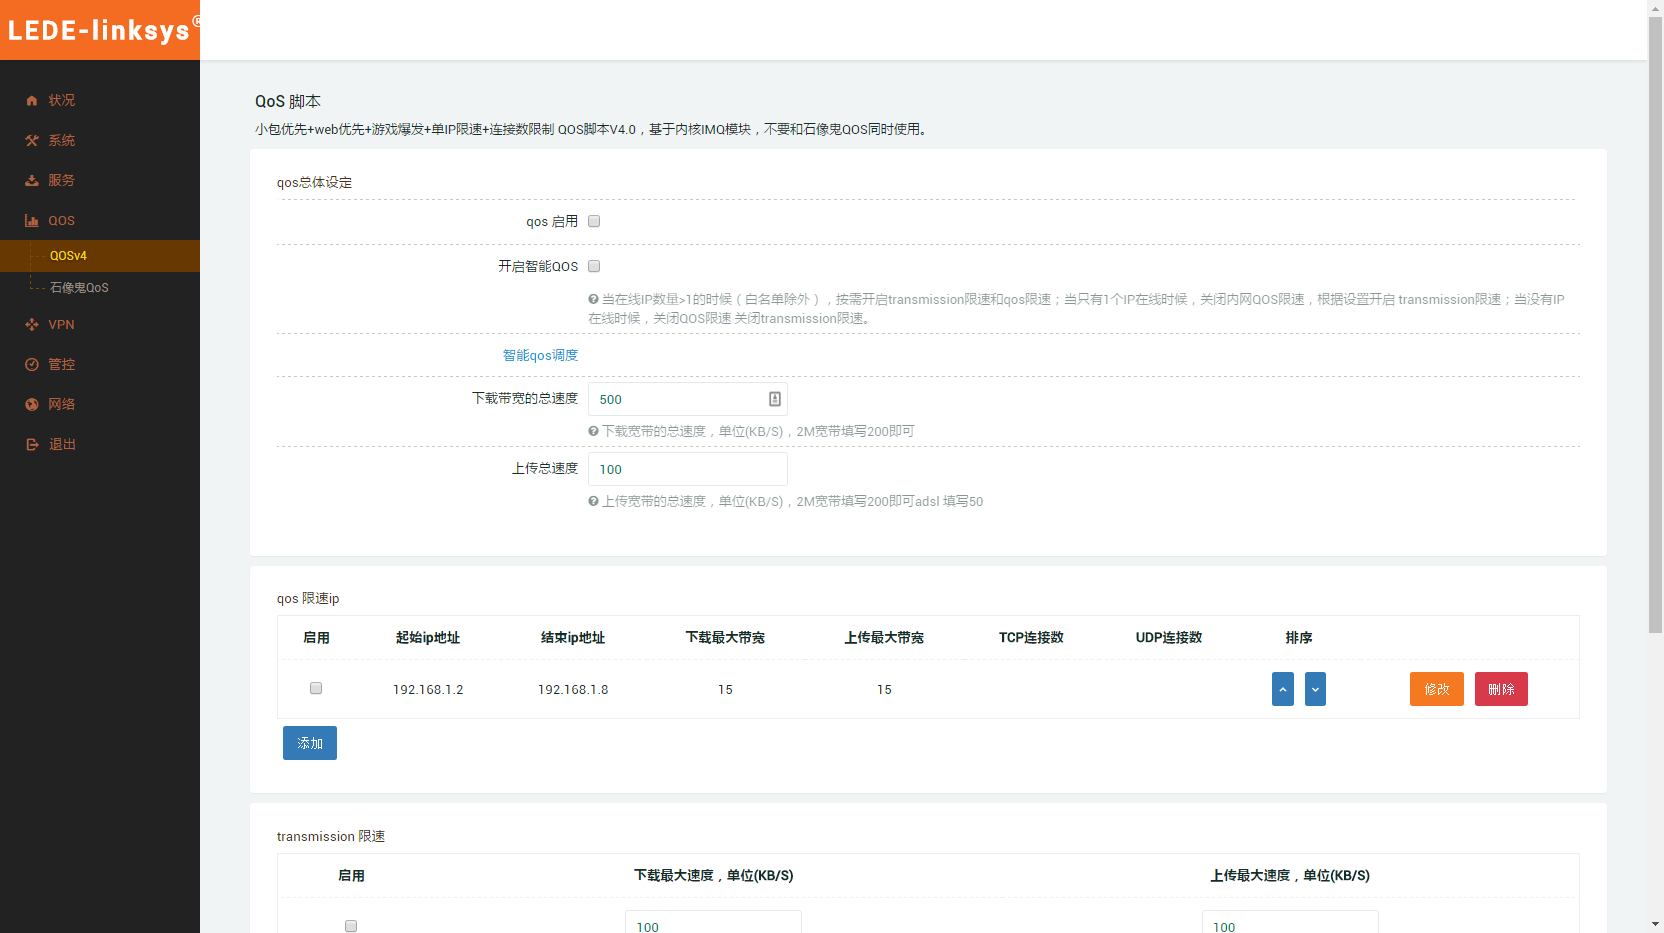 LEDE-linksys®
状况
系统
服务
QOS
QOSv4
石像鬼QoS
VPN
管控
网络
退出
QoS 脚本
小包优先+web优先+游戏爆发+单IP限速+连接数限制 QOS脚本V4.0，基于内核IMQ模块，不要和石像鬼QOS同时使用。
qos总体设定
qos 启用
开启智能QOS
当在线IP数量>1的时候（白名单除外），按需开启transmission限速和qos限速；当只有1个IP在线时候，关闭内网QOS限速，根据设置开启 transmission限速；当没有IP
在线时候，关闭QOS限速 关闭transmission限速。
智能qos调度
下载带宽的总速度 500
下载宽带的总速度，单位(KB/S)，2M宽带填写200即可
上传总速度 100
上传宽带的总速度，单位(KB/S)，2M宽带填写200即可adsl 填写50
qos 限速ip
启用 起始ip地址 结束ip地址 下载最大带宽 上传最大带宽 TCP连接数 UDP连接数 排序
192.168.1.2 192.168.1.8 15 15 修改 删除
添加
transmission 限速
启用 下载最大速度，单位(KB/S) 上传最大速度，单位(KB/S)
100 100